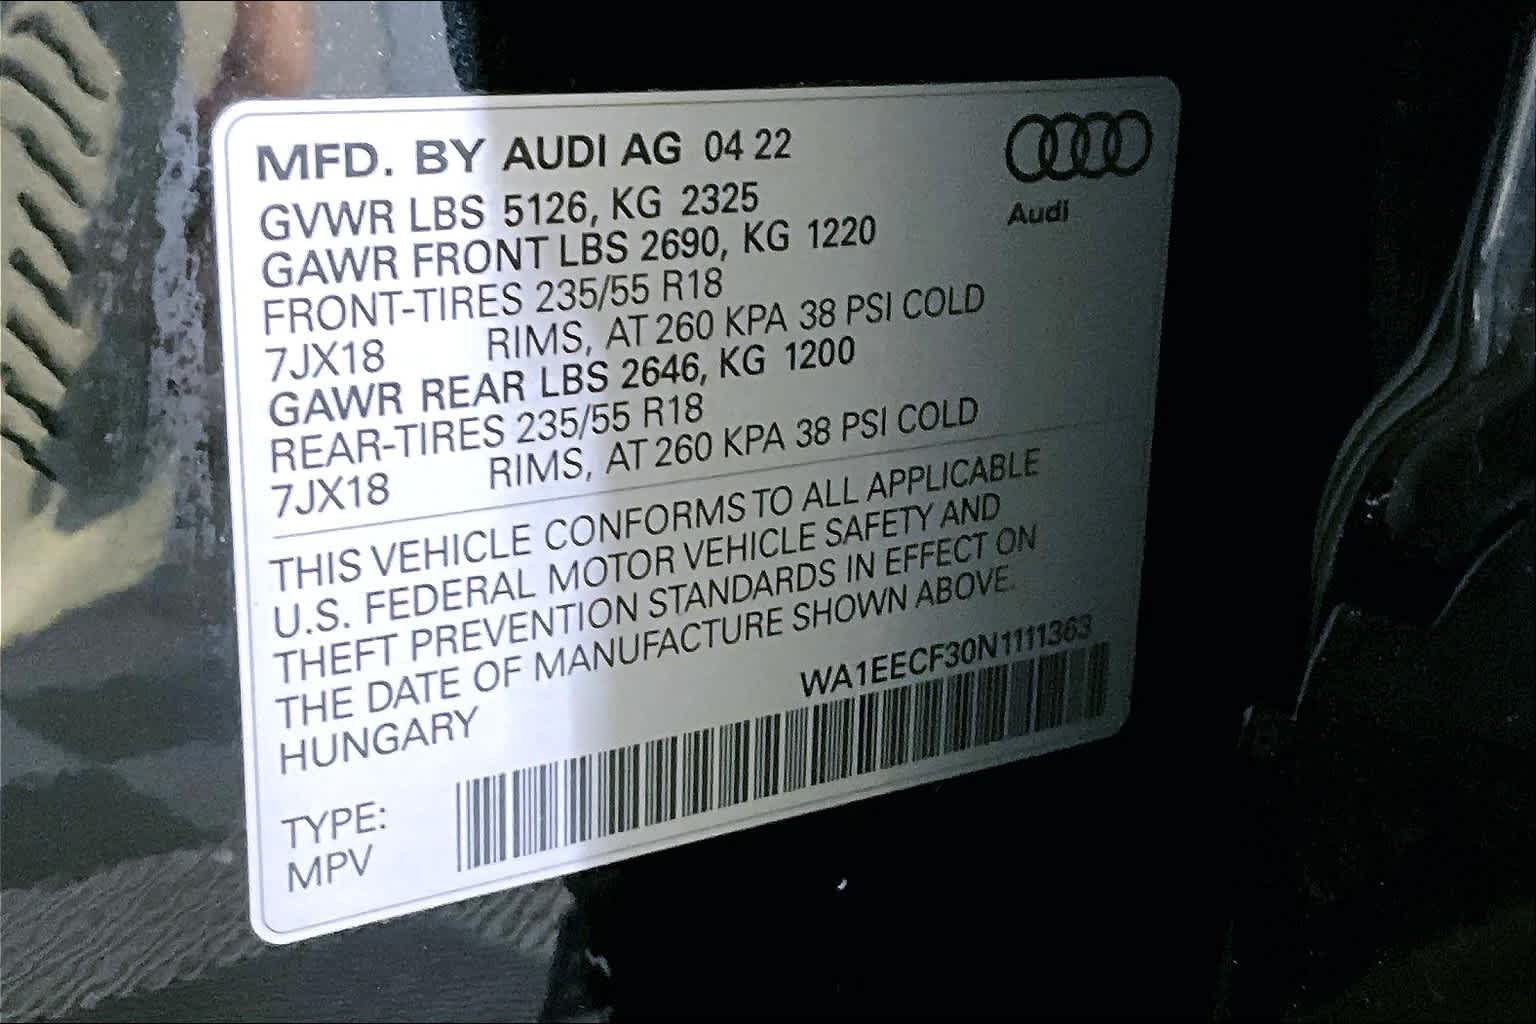 MFD. BY AUDI AG 04 22
GVWR LBS 5126, KG 2325
GAWR FRONT LBS 2690, KG 1220
FRONT-TIRES 235/55 R18
7JX18 RIMS, AT 260 KPA 38 PSI COLD
GAWR REAR LBS 2646, KG 1200
REAR-TIRES 235/55 R18
7JX18 RIMS, AT 260 KPA 38 PSI COLD
Audi
THIS VEHICLE CONFORMS TO ALL APPLICABLE
U.S. FEDERAL MOTOR VEHICLE SAFETY AND
THEFT PREVENTION STANDARDS IN EFFECT ON
THE DATE OF MANUFACTURE SHOWN ABOVE.
HUNGARY
WA1EECF30N1111363
TYPE:
MPV